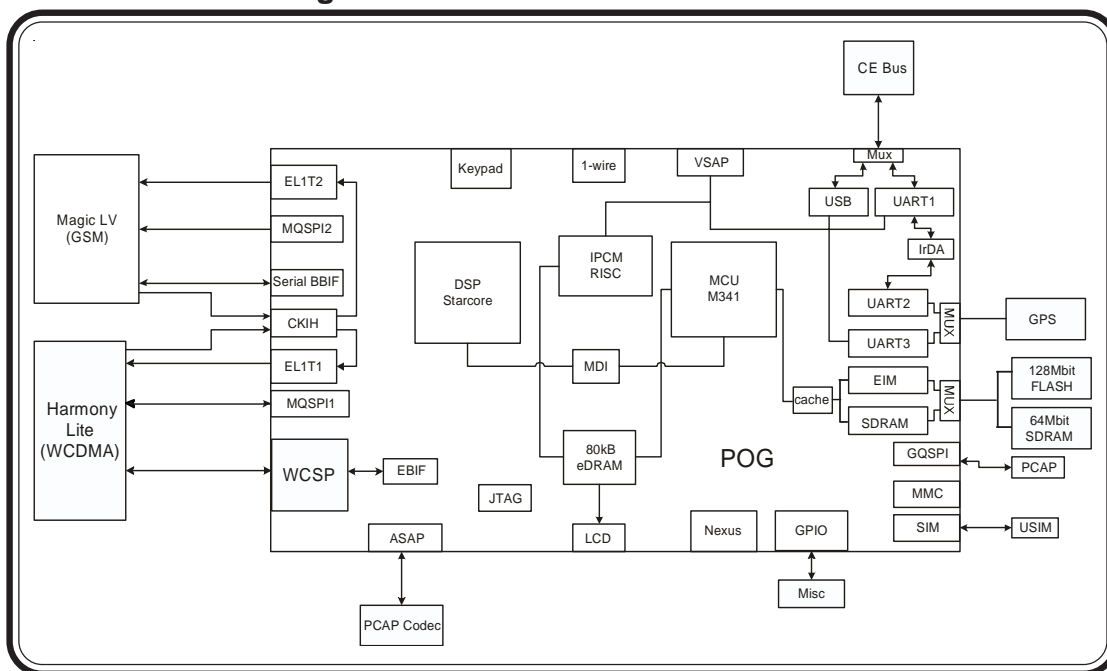 CE Bus
Mux
Keypad
1-wire
VSAP
USB
UART1
IrDA
EL1T2
MQSPI2
Serial BBIF
CKIH
EL1T1
MQSPI1
Magic LV
(GSM)
Harmony
Lite
(WCDMA)
WCSP
EBIF
DSP
Starcore
IPCM
RISC
MCU
M341
MDI
80kB
eDRAM
cache
UART2
UART3
MUX
GPS
EIM
SDRAM
MUX
128Mbit
FLASH
64Mbit
SDRAM
POG
GQSPI
PCAP
MMC
SIM
USIM
JTAG
ASAP
LCD
Nexus
GPIO
PCAP Codec
Misc